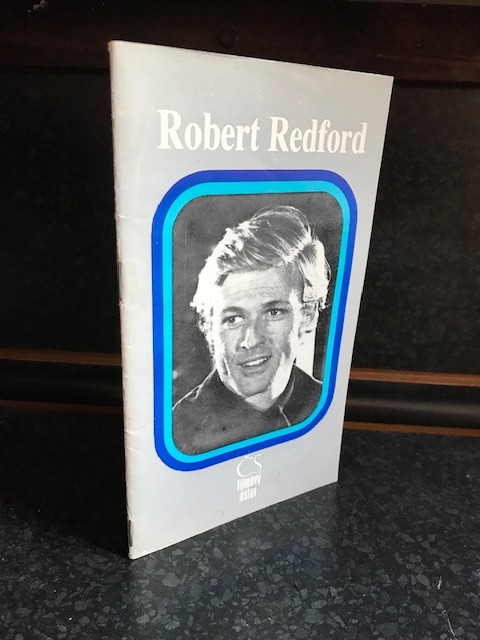 Robert Redford
ČS
filmový
ústav